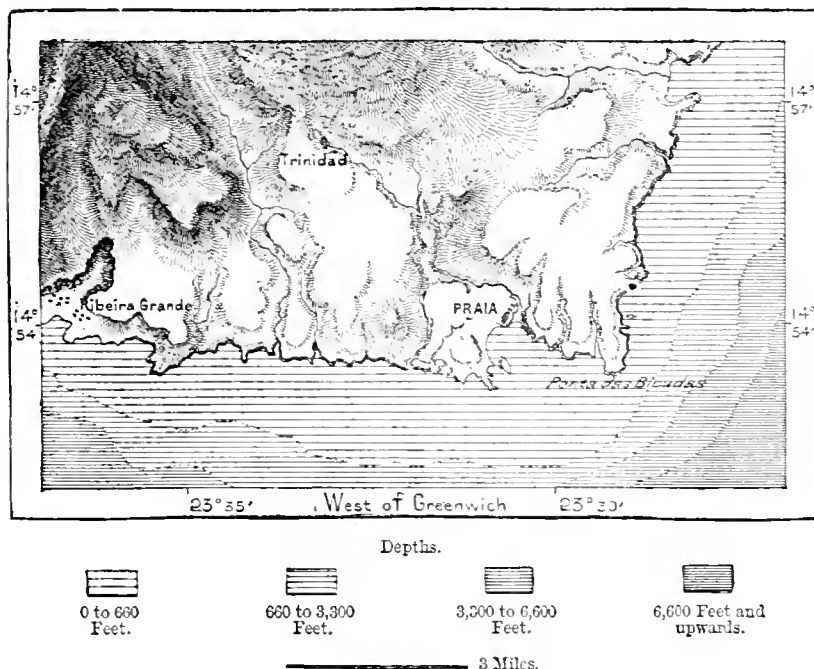 14°
57'
14°
57'
Trinidad
Ribeira Grande
PRAIA
14°
54'
14°
54'
Ponta das Bicudas
23°35'
West of Greenwich
23°30'
Depths.
0 to 660
Feet.
660 to 3,300
Feet.
3,300 to 6,600
Feet.
6,600 Feet and
upwards.
3 Miles.